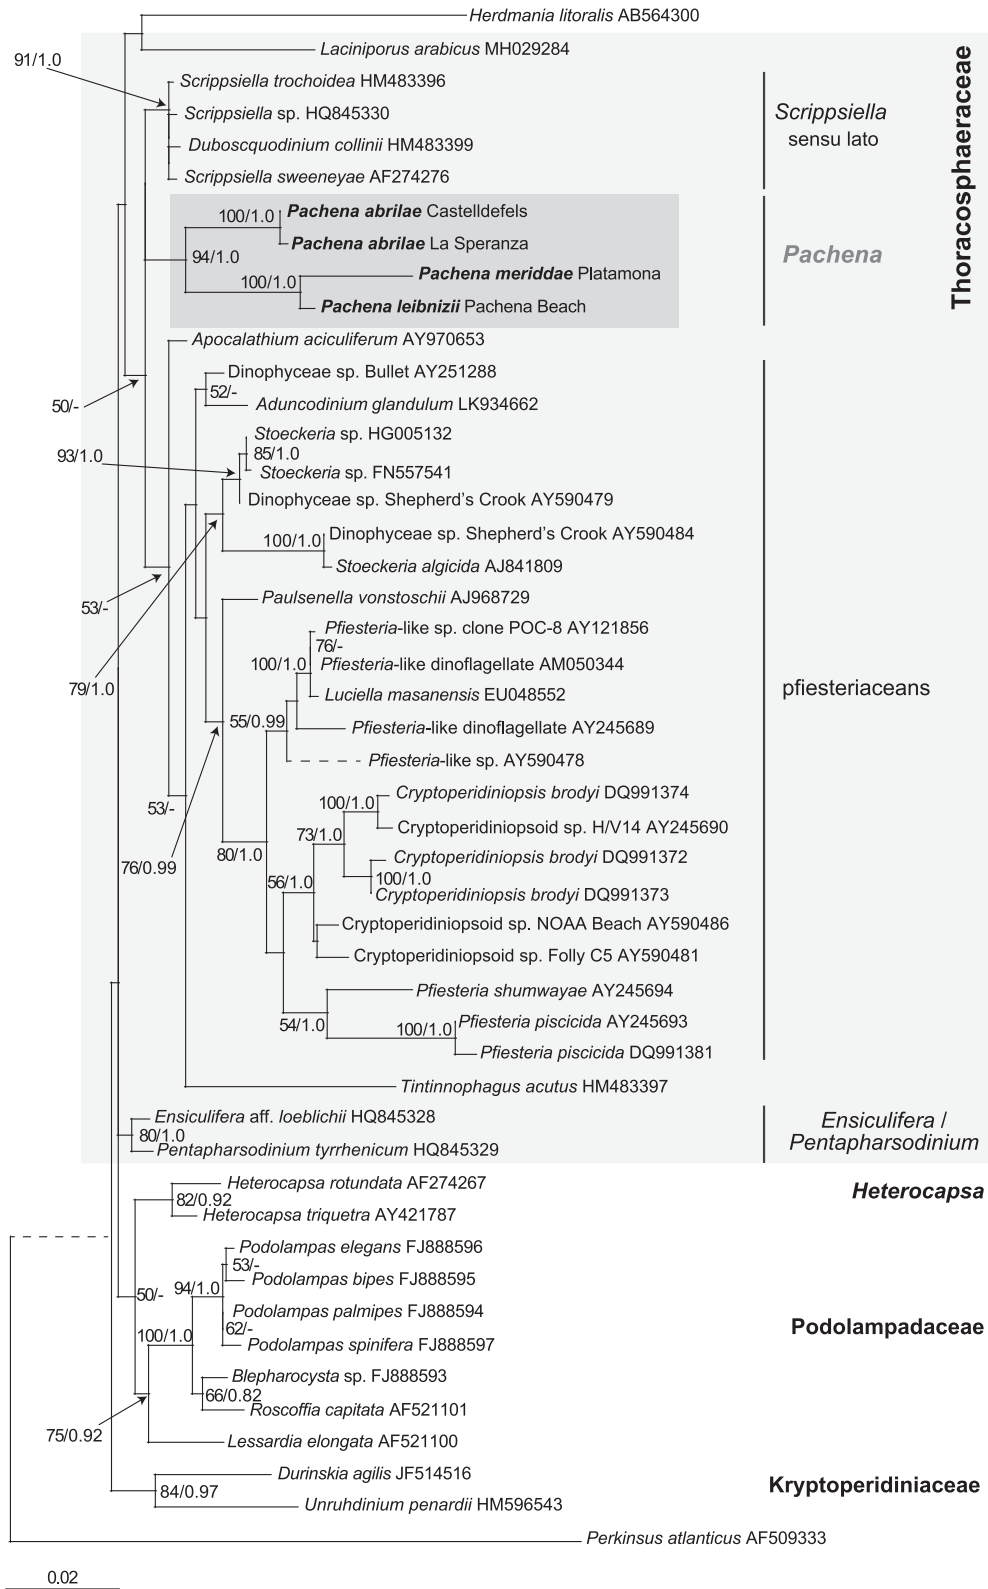 Herdmania litoralis AB564300
Laciniporus arabicus MH029284
91/1.0
Scrippsiella trochoidea HM483396
Scrippsiella sp. HQ845330
Duboscquodinium collinii HM483399
Scrippsiella sweeneyae AF274276
Scrippsiella
sensu lato
Thoracosphaeraceae
100/1.0
Pachena abrilae Castelldefels
Pachena abrilae La Speranza
94/1.0
Pachena meriddae Platamona
100/1.0
Pachena leibnizii Pachena Beach
Pachena
Apocalathium aciculiferum AY970653
Dinophyceae sp. Bullet AY251288
52/-
Aduncodinium glandulum LK934662
50/-
Stoeckeria sp. HG005132
93/1.0
85/1.0
Stoeckeria sp. FN557541
Dinophyceae sp. Shepherd's Crook AY590479
Dinophyceae sp. Shepherd's Crook AY590484
100/1.0
Stoeckeria algicida AJ841809
53/-
Paulsenella vonstoschii AJ968729
Pfiesteria-like sp. clone POC-8 AY121856
76/-
100/1.0
Pfiesteria-like dinoflagellate AM050344
79/1.0
Luciella masanensis EU048552
pfiesteriaceans
55/0.99
Pfiesteria-like dinoflagellate AY245689
Pfiesteria-like sp. AY590478
Cryptoperidiniopsis brodyi DQ991374
100/1.0
53/-
Cryptoperidiniopsoid sp. H/V14 AY245690
73/1.0
80/1.0
Cryptoperidiniopsis brodyi DQ991372
76/0.99
100/1.0
56/1.0
Cryptoperidiniopsis brodyi DQ991373
Cryptoperidiniopsoid sp. NOAA Beach AY590486
Cryptoperidiniopsoid sp. Folly C5 AY590481
Pfiesteria shumwayae AY245694
54/1.0
Pfiesteria piscicida AY245693
100/1.0
Pfiesteria piscicida DQ991381
Tintinnophagus acutus HM483397
Ensiculifera aff. loeblichii HQ845328
80/1.0
Pentapharsodinium tyrrhenicum HQ845329
Ensiculifera /
Pentapharsodinium
Heterocapsa rotundata AF274267
82/0.92
Heterocapsa triquetra AY421787
Heterocapsa
Podolampas elegans FJ888596
53/-
Podolampas bipes FJ888595
50/-
94/1.0
Podolampas palmipes FJ888594
62/-
100/1.0
Podolampas spinifera FJ888597
Podolampadaceae
Blepharocysta sp. FJ888593
66/0.82
Roscoffia capitata AF521101
75/0.92
Lessardia elongata AF521100
Durinskia agilis JF514516
84/0.97
Unruhdinium penardii HM596543
Kryptoperidiniaceae
Perkinsus atlanticus AF509333
0.02